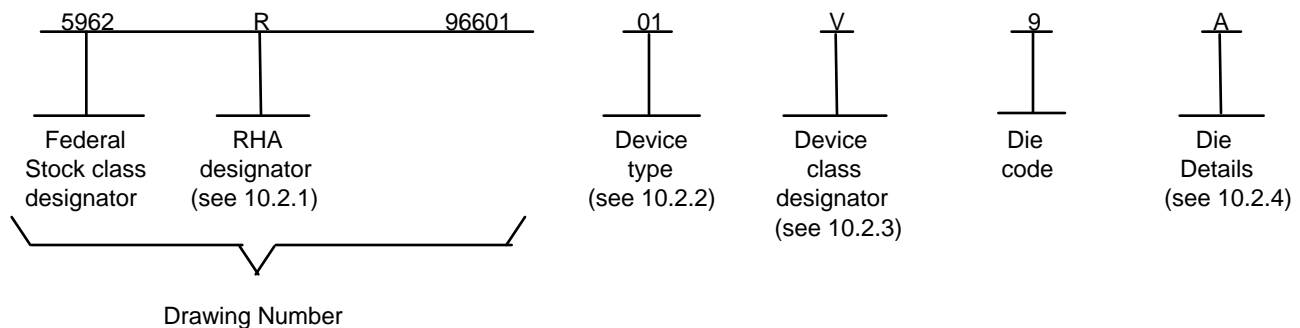 5962 R 96601 01 V 9 A
Federal
Stock class
designator
RHA
designator
(see 10.2.1)
Device
type
(see 10.2.2)
Device
class
designator
(see 10.2.3)
Die
code
Die
Details
(see 10.2.4)
Drawing Number